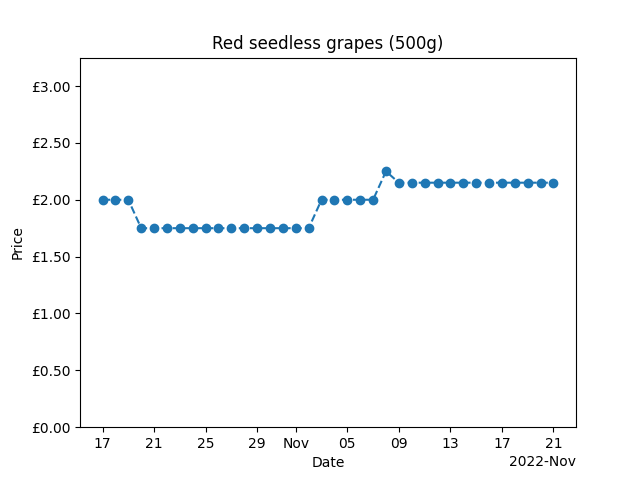 Red seedless grapes (500g)
£3.00
£2.50
£2.00
£1.50
£1.00
£0.50
£0.00
Price
17 21 25 29 Nov 05 09 13 17 21
Date
2022-Nov